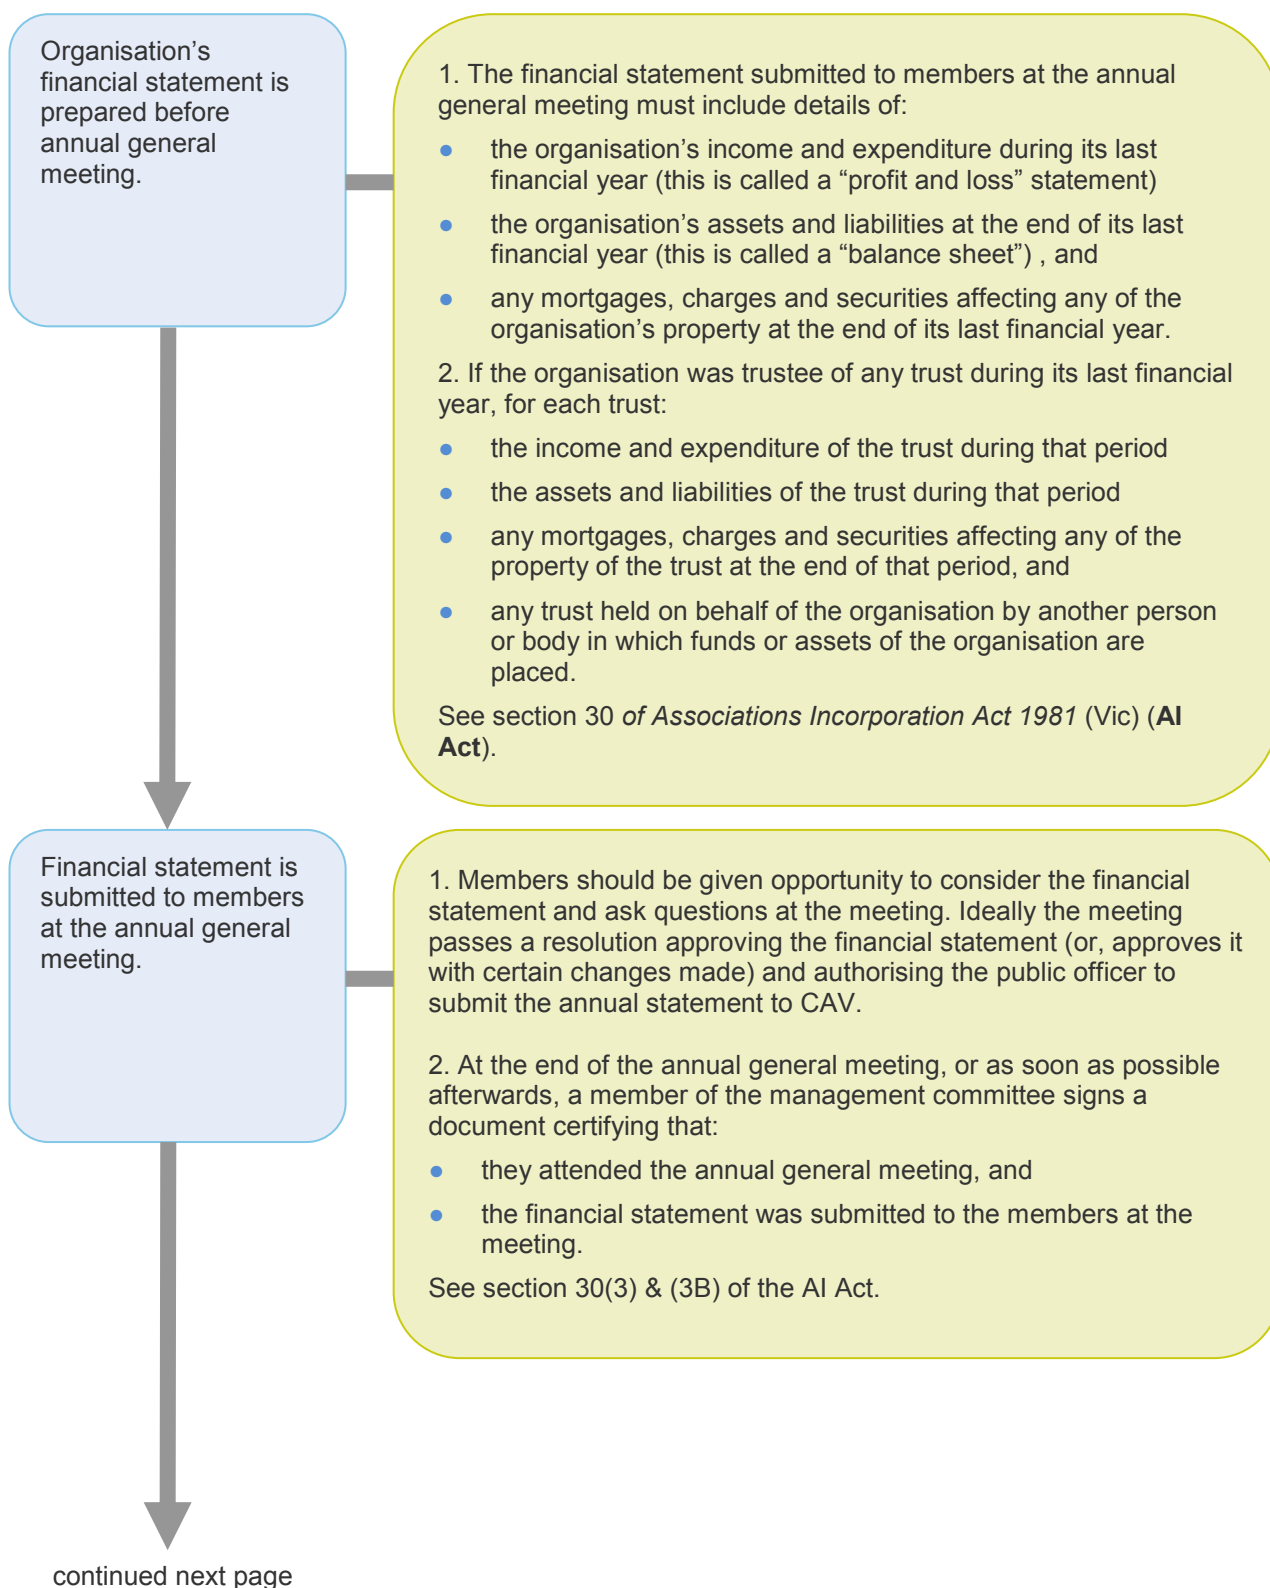 Organisation’s
financial statement is
prepared before
annual general
meeting.
1. The financial statement submitted to members at the annual
general meeting must include details of:
● the organisation’s income and expenditure during its last
financial year (this is called a “profit and loss” statement)
● the organisation’s assets and liabilities at the end of its last
financial year (this is called a “balance sheet”) , and
● any mortgages, charges and securities affecting any of the
organisation’s property at the end of its last financial year.
2. If the organisation was trustee of any trust during its last financial
year, for each trust:
● the income and expenditure of the trust during that period
● the assets and liabilities of the trust during that period
● any mortgages, charges and securities affecting any of the
property of the trust at the end of that period, and
● any trust held on behalf of the organisation by another person
or body in which funds or assets of the organisation are
placed.
See section 30 of Associations Incorporation Act 1981 (Vic) (AI
Act).
Financial statement is
submitted to members
at the annual general
meeting.
1. Members should be given opportunity to consider the financial
statement and ask questions at the meeting. Ideally the meeting
passes a resolution approving the financial statement (or, approves it
with certain changes made) and authorising the public officer to
submit the annual statement to CAV.
2. At the end of the annual general meeting, or as soon as possible
afterwards, a member of the management committee signs a
document certifying that:
● they attended the annual general meeting, and
● the financial statement was submitted to the members at the
meeting.
See section 30(3) & (3B) of the AI Act.
continued next page